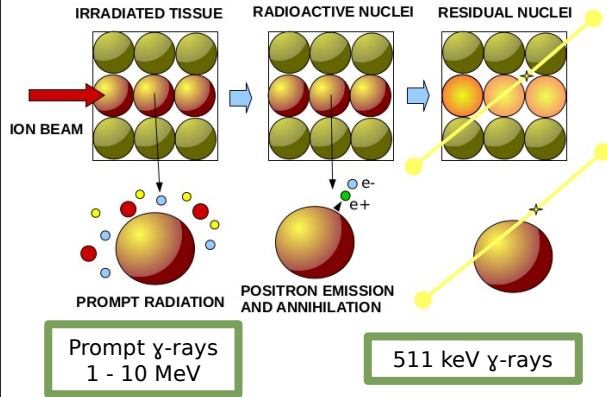 IRRADIATED TISSUE
RADIOACTIVE NUCLEI
RESIDUAL NUCLEI
ION BEAM
e-
e+
PROMPT RADIATION
POSITRON EMISSION
AND ANNIHILATION
Prompt ɣ-rays
1 - 10 MeV
511 keV ɣ-rays